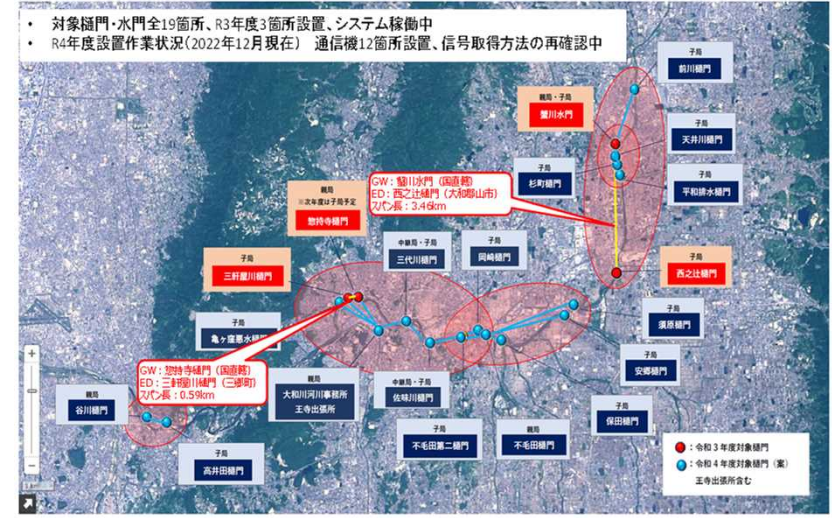 • 対象樋門・水門全19箇所、R3年度3箇所設置、システム稼働中
• R4年度設置作業状況(2022年12月現在) 通信機12箇所設置、信号取得方法の再確認中
子局
前川樋門
親局・子局
蟹川水門
子局
天井川樋門
子局
杉町樋門
子局
平和排水樋門
GW：蟹川水門（国直轄）
ED：西之辻樋門（大和郡山市）
スパン長：3.46km
親局
※次年度は子局予定
惣持寺樋門
子局
三軒屋川樋門
中継局・子局
三代川樋門
子局
岡崎樋門
子局
西之辻樋門
子局
亀ヶ窪悪水樋門
子局
須原樋門
GW：惣持寺樋門（国直轄）
ED：三軒屋川樋門（三郷町）
スパン長：0.59km
子局
安郷樋門
親局
大和川河川事務所
王寺出張所
中継局・子局
佐味川樋門
親局
谷川樋門
子局
保田樋門
子局
不毛田第二樋門
子局
不毛田樋門
子局
高井田樋門
：令和３年度対象樋門
：令和４年度対象樋門（案）
王寺出張所含む